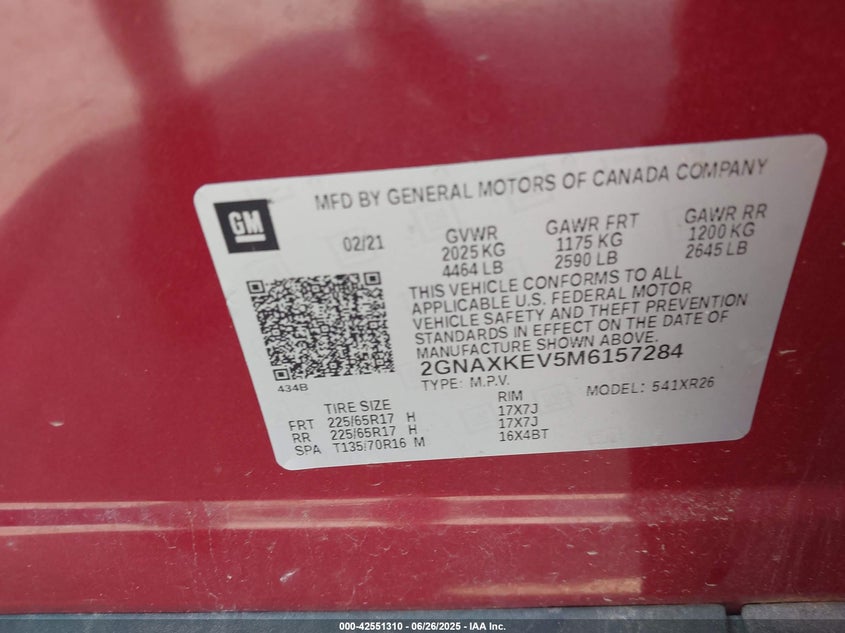 GM
MFD BY GENERAL MOTORS OF CANADA COMPANY
02/21
GVWR
2025 KG
4464 LB
GAWR FRT
1175 KG
2590 LB
GAWR RR
1200 KG
2645 LB
THIS VEHICLE CONFORMS TO ALL
APPLICABLE U.S. FEDERAL MOTOR
VEHICLE SAFETY AND THEFT PREVENTION
STANDARDS IN EFFECT ON THE DATE OF
MANUFACTURE SHOWN ABOVE.
2GNAXKEV5M6157284
434B
TYPE: M.P.V.
MODEL: 541XR26
TIRE SIZE
RIM
FRT 225/65R17 H 17X7J
RR 225/65R17 H 17X7J
SPA T135/70R16 M 16X4BT
000-42551310 - 06/26/2025 - IAA Inc.